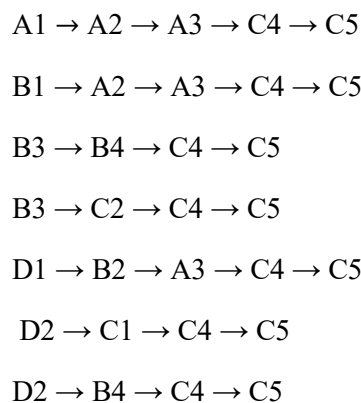 A1 → A2 → A3 → C4 → C5
B1 → A2 → A3 → C4 → C5
B3 → B4 → C4 → C5
B3 → C2 → C4 → C5
D1 → B2 → A3 → C4 → C5
D2 → C1 → C4 → C5
D2 → B4 → C4 → C5